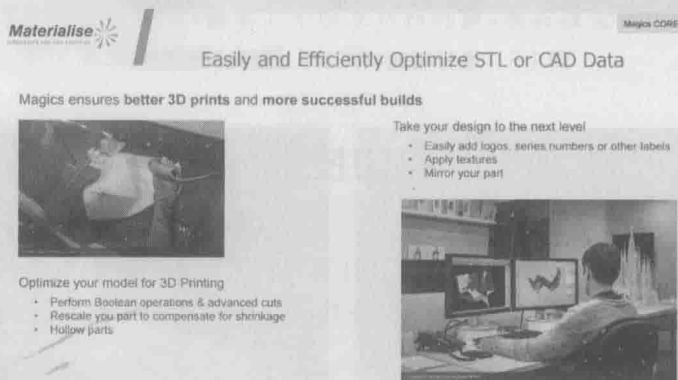 Materialise
Magics CORE
Easily and Efficiently Optimize STL or CAD Data
Magics ensures better 3D prints and more successful builds
Take your design to the next level
• Easily add logos, series numbers or other labels
• Apply textures
• Mirror your part
Optimize your model for 3D Printing
• Perform Boolean operations & advanced cuts
• Rescale you part to compensate for shrinkage
• Hollow parts